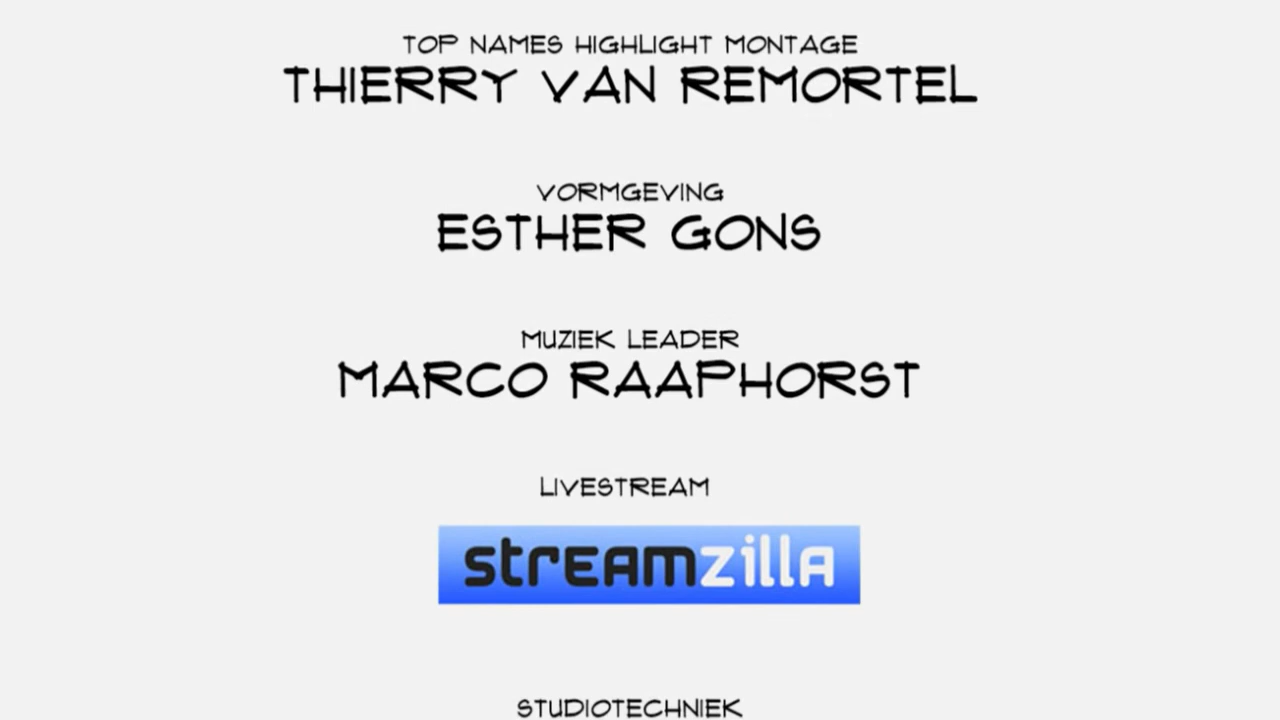 TOP NAMES HIGHLIGHT MONTAGE
THIERRY VAN REMORTEL
VORMGEVING
ESTHER GONS
MUZIEK LEADER
MARCO RAAPHORST
LIVESTREAM
streamzilla
STUDIOTECHNIEK